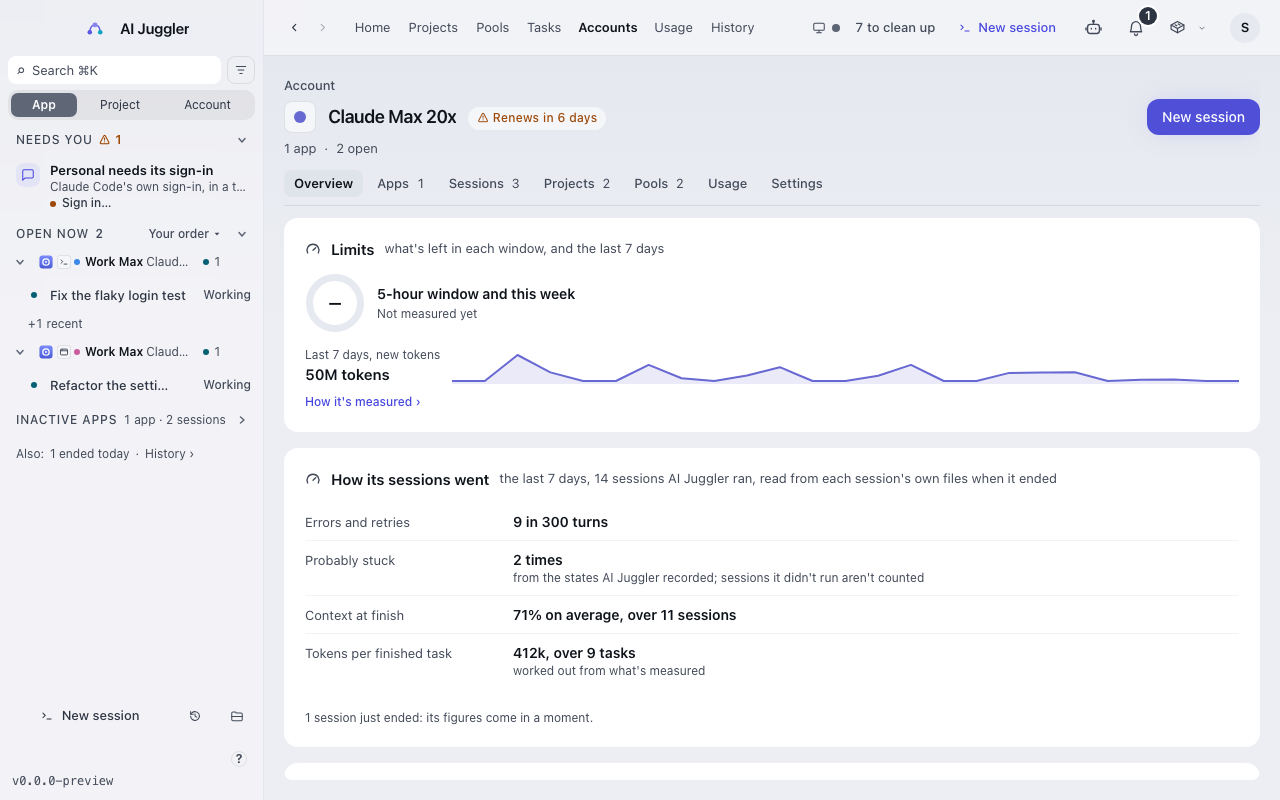 AI Juggler
Search ⌘K
App Project Account
NEEDS YOU 1
Personal needs its sign-in
Claude Code's own sign-in, in a t…
Sign in…
OPEN NOW 2 Your order
Work Max Claud… 1
Fix the flaky login test Working
+1 recent
Work Max Claud… 1
Refactor the setti… Working
INACTIVE APPS 1 app · 2 sessions
Also: 1 ended today · History ›
New session
?
v0.0.0-preview
Home Projects Pools Tasks Accounts Usage History
7 to clean up
New session
1
S
Account
Claude Max 20x
Renews in 6 days
New session
1 app · 2 open
Overview Apps 1 Sessions 3 Projects 2 Pools 2 Usage Settings
Limits what's left in each window, and the last 7 days
–
5-hour window and this week
Not measured yet
Last 7 days, new tokens
50M tokens
How it's measured ›
How its sessions went the last 7 days, 14 sessions AI Juggler ran, read from each session's own files when it ended
Errors and retries 9 in 300 turns
Probably stuck 2 times
from the states AI Juggler recorded; sessions it didn't run aren't counted
Context at finish 71% on average, over 11 sessions
Tokens per finished task 412k, over 9 tasks
worked out from what's measured
1 session just ended: its figures come in a moment.